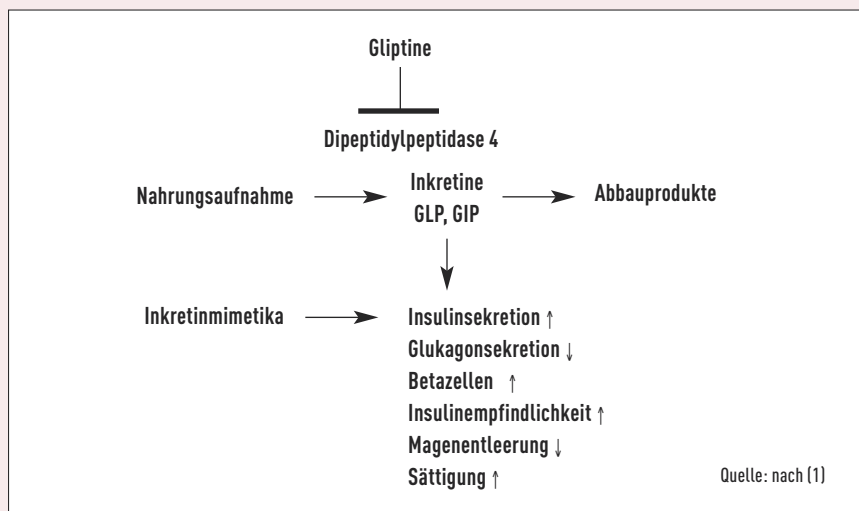 Gliptine
Dipeptidylpeptidase 4
Nahrungsaufnahme
Inkretine
GLP, GIP
Abbauprodukte
Inkretinmimetika
Insulinsekretion ↑
Glukagonsekretion ↓
Betazellen ↑
Insulinempfindlichkeit ↑
Magenentleerung ↓
Sättigung ↑
Quelle: nach (1)